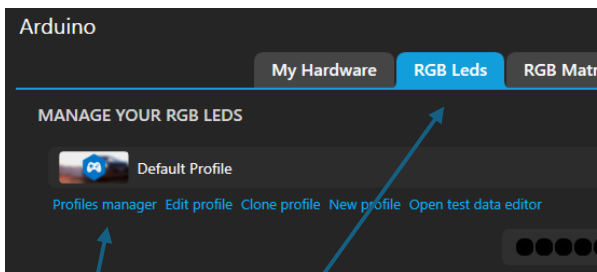 Arduino
My Hardware RGB Leds RGB Matr
MANAGE YOUR RGB LEDS
Default Profile
Profiles manager Edit profile Clone profile New profile Open test data editor